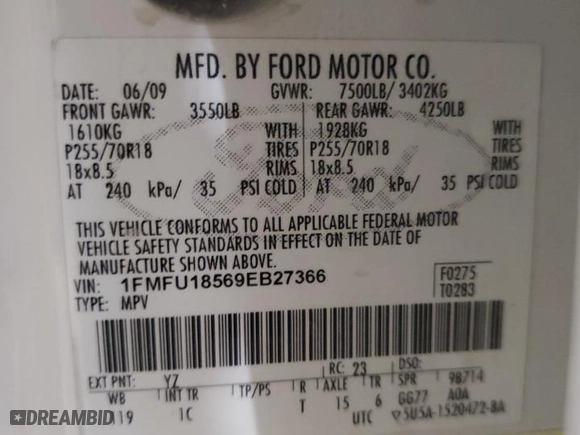 MFD. BY FORD MOTOR CO.
DATE: 06/09 GVWR: 7500LB/ 3402KG
FRONT GAWR: 3550LB REAR GAWR: 4250LB
1610KG WITH 1928KG WITH
P255/70R18 TIRES P255/70R18 TIRES
18x8.5 RIMS 18x8.5 RIMS
AT 240 kPa/ 35 PSI COLD AT 240 kPa/ 35 PSI COLD
THIS VEHICLE CONFORMS TO ALL APPLICABLE FEDERAL MOTOR
VEHICLE SAFETY STANDARDS IN EFFECT ON THE DATE OF
MANUFACTURE SHOWN ABOVE.
VIN: 1FMFU18569EB27366 F0275
TYPE: MPV T0283
EXT PNT: YZ RC: 23 DSO:
WB INT TR TP/PS R AXLE TR SPR 98714
119 1C T 15 6 GG77 A0A
UTC 5U5A-1520472-BA
Ford
DREAMBID